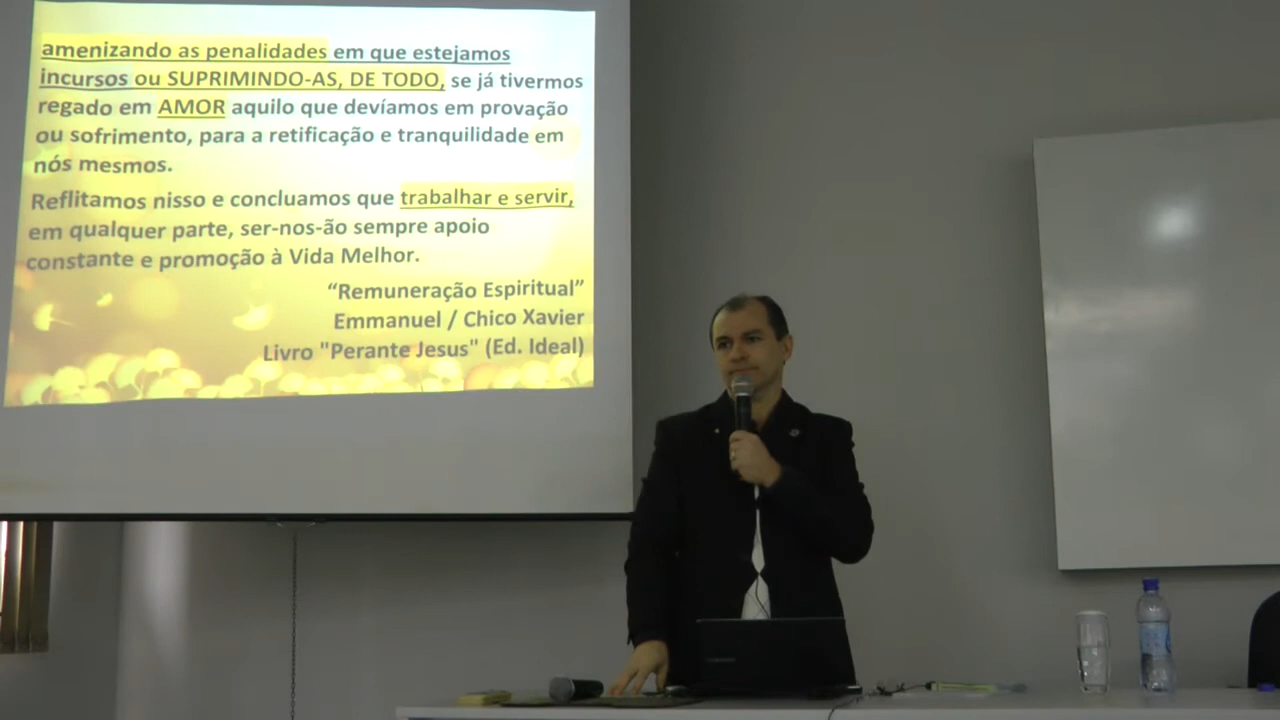 amenizando as penalidades em que estejamos
incursos ou SUPRIMINDO-AS, DE TODO, se já tivermos
regado em AMOR aquilo que devíamos em provação
ou sofrimento, para a retificação e tranquilidade em
nós mesmos.
Reflitamos nisso e concluamos que trabalhar e servir,
em qualquer parte, ser-nos-ão sempre apoio
constante e promoção à Vida Melhor.
“Remuneração Espiritual”
Emmanuel / Chico Xavier
Livro "Perante Jesus" (Ed. Ideal)